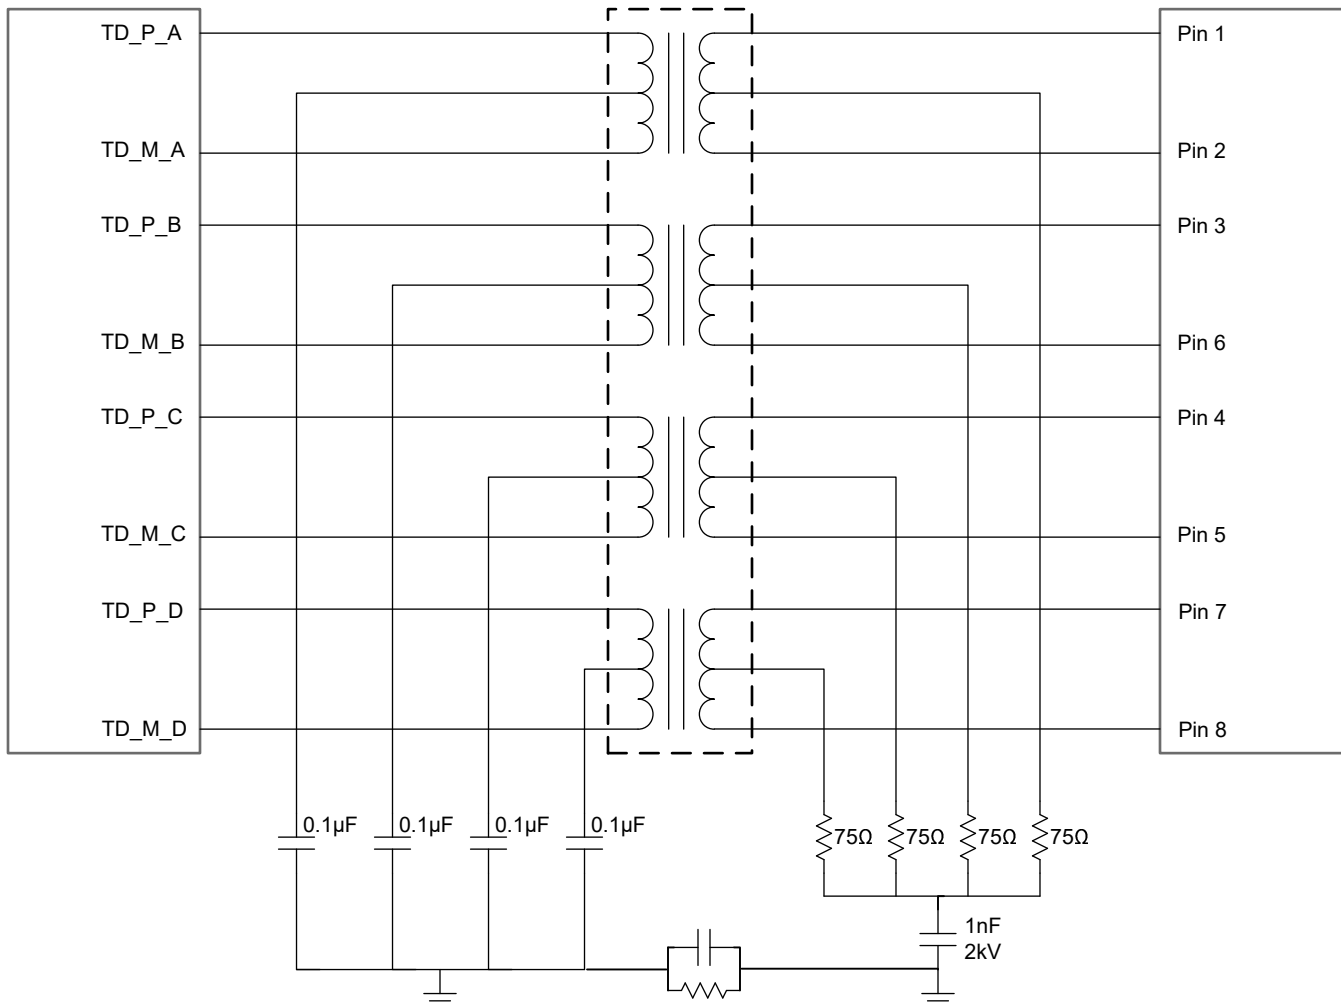 TD_P_A
Pin 1
TD_M_A
Pin 2
TD_P_B
Pin 3
TD_M_B
Pin 6
TD_P_C
Pin 4
TD_M_C
Pin 5
TD_P_D
Pin 7
TD_M_D
Pin 8
0.1µF
0.1µF
0.1µF
0.1µF
75Ω
75Ω
75Ω
75Ω
1nF
2kV